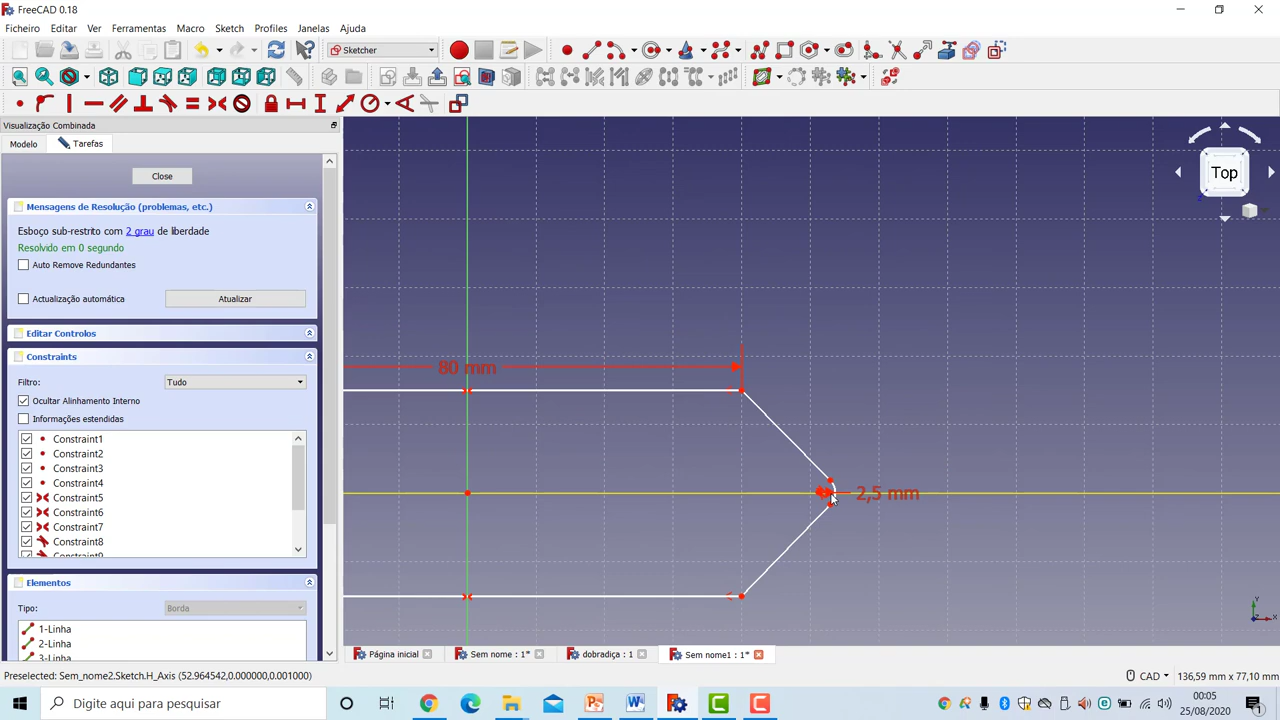 FreeCAD 0.18
Ficheiro Editar Ver Ferramentas Macro Sketch Profiles Janelas Ajuda
Sketcher
Visualização Combinada
Modelo Tarefas
Close
Mensagens de Resolução (problemas, etc.)
Esboço sub-restrito com 2 grau de liberdade
Resolvido em 0 segundo
Auto Remove Redundantes
Actualização automática Atualizar
Editar Controlos
Constraints
Filtro: Tudo
Ocultar Alinhamento Interno
Informações estendidas
Constraint1
Constraint2
Constraint3
Constraint4
Constraint5
Constraint6
Constraint7
Constraint8
Constraint9
Elementos
Tipo: Borda
1-Linha
2-Linha
3-Linha
80 mm
2,5 mm
Top
Y
Z
X
Página inicial Sem nome : 1* dobradiça : 1 Sem nome1 : 1*
Preselected: Sem_nome2.Sketch.H_Axis (52.964542,0.000000,0.001000)
CAD 136,59 mm x 77,10 mm
Digite aqui para pesquisar
00:05
25/08/2020